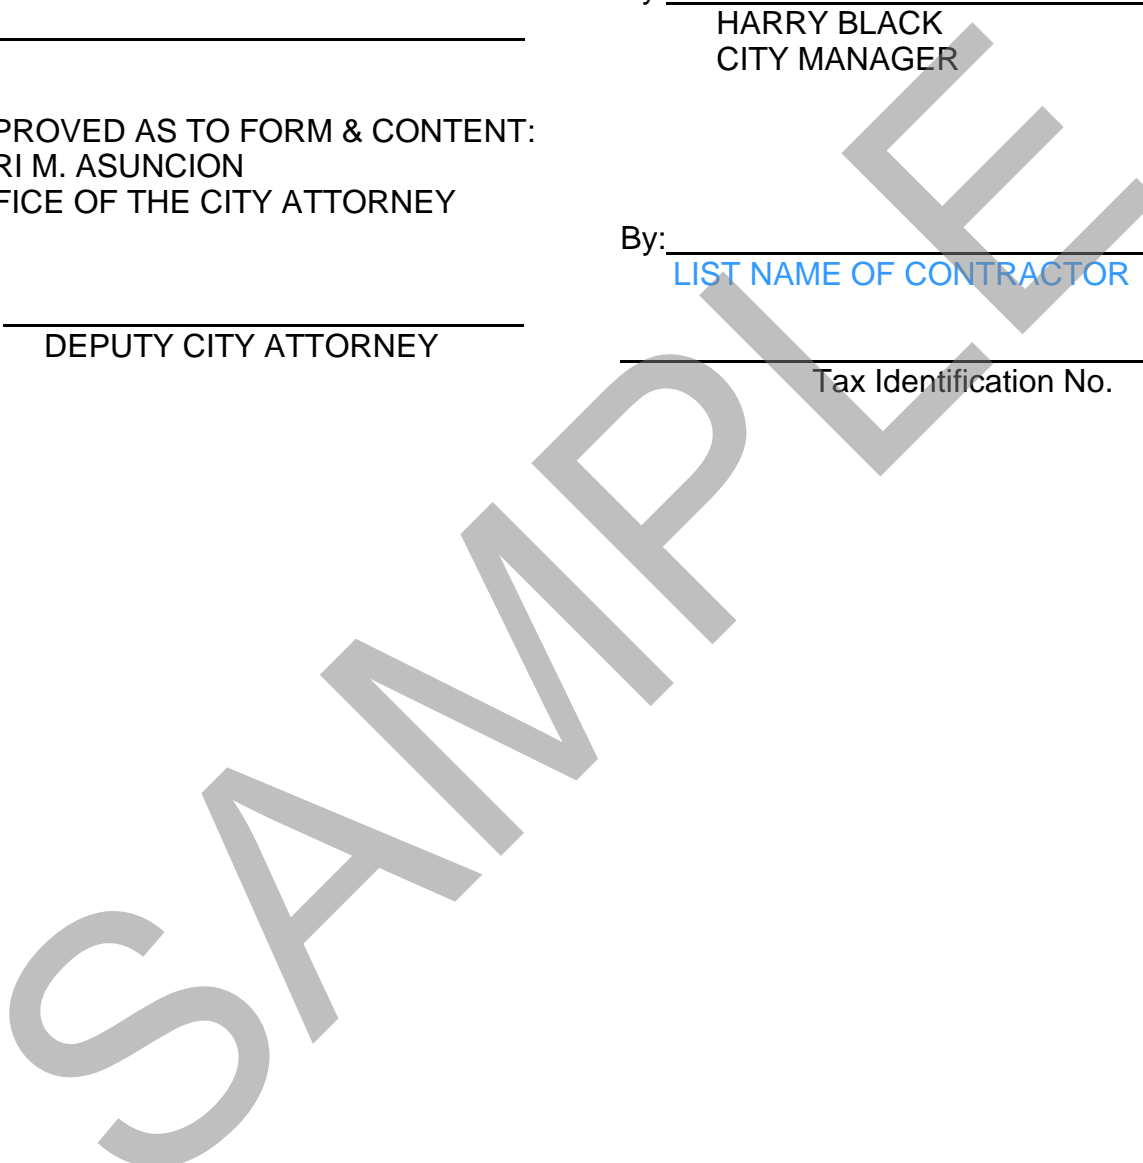 HARRY BLACK
CITY MANAGER
PROVED AS TO FORM & CONTENT:
RI M. ASUNCION
FICE OF THE CITY ATTORNEY
DEPUTY CITY ATTORNEY
By:
LIST NAME OF CONTRACTOR
Tax Identification No.
SAMPLE